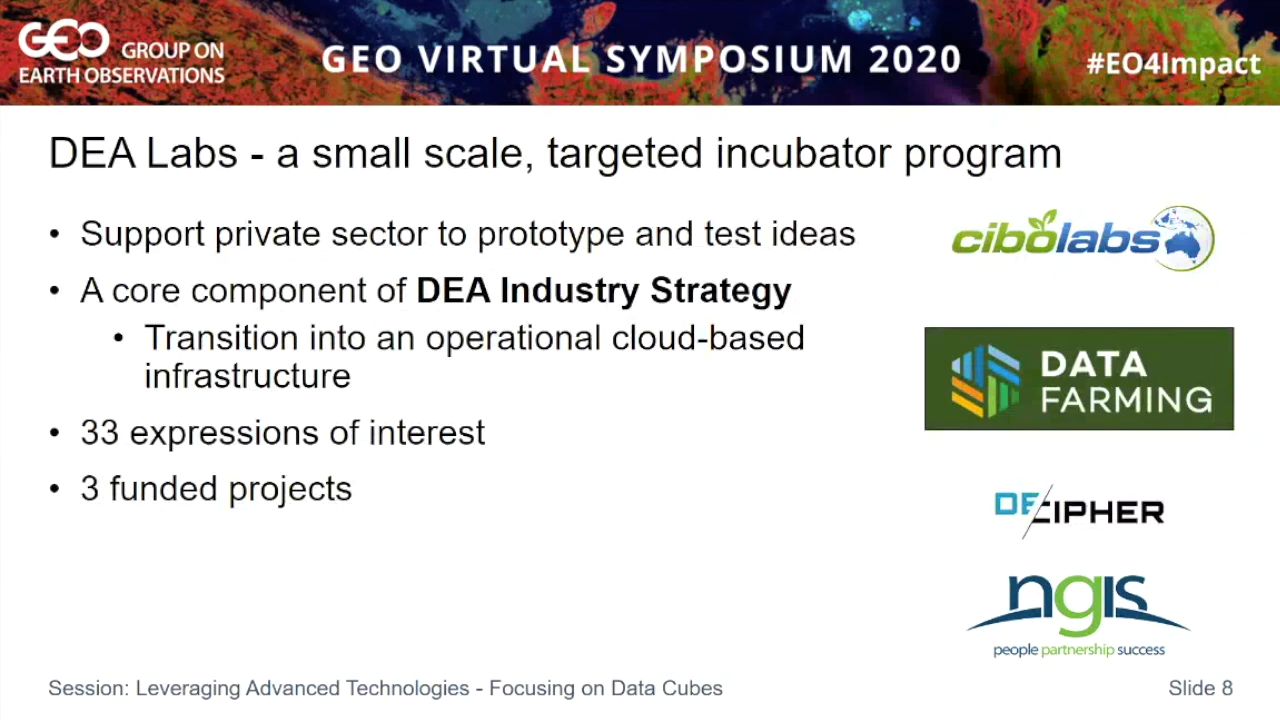 GEO GROUP ON
EARTH OBSERVATIONS
GEO VIRTUAL SYMPOSIUM 2020
#EO4Impact
DEA Labs - a small scale, targeted incubator program
• Support private sector to prototype and test ideas
• A core component of DEA Industry Strategy
• Transition into an operational cloud-based
infrastructure
• 33 expressions of interest
• 3 funded projects
cibolabs
DATA
FARMING
DECIPHER
ngis
people partnership success
Session: Leveraging Advanced Technologies - Focusing on Data Cubes
Slide 8